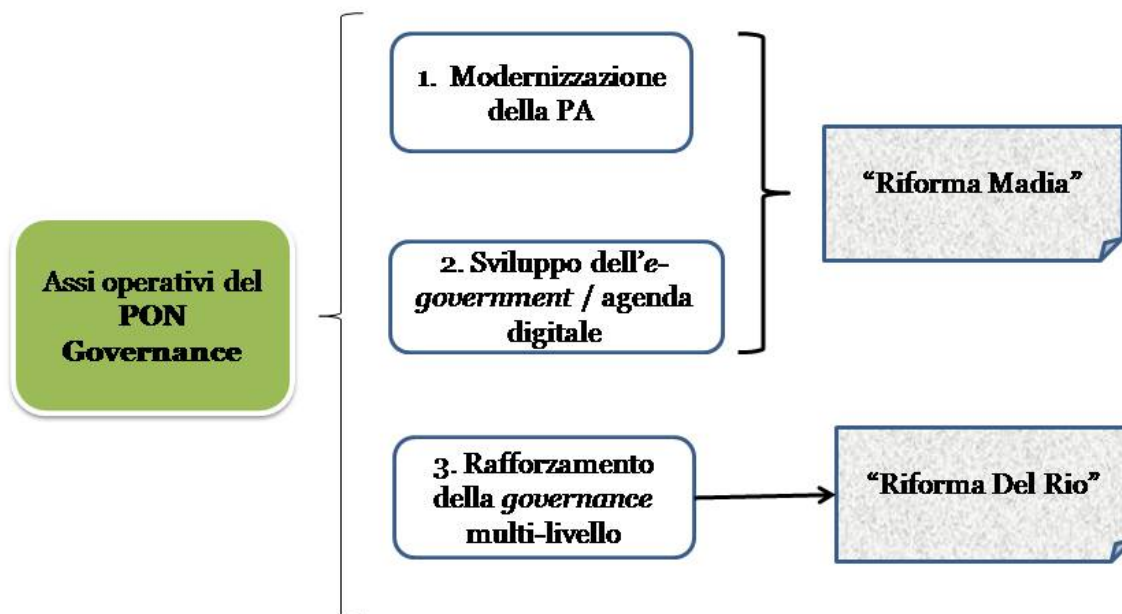 Assi operativi del
PON
Governance
1. Modernizzazione
della PA
2. Sviluppo dell'e-
government / agenda
digitale
3. Rafforzamento
della governance
multi-livello
“Riforma Madia”
“Riforma Del Rio”